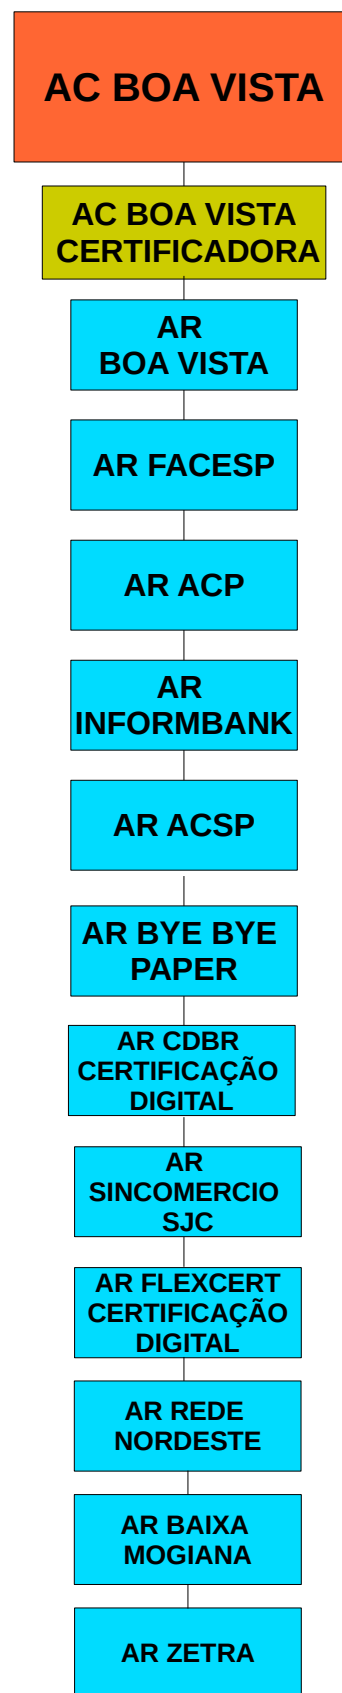 AC BOA VISTA
AC BOA VISTA
CERTIFICADORA
AR
BOA VISTA
AR FACESP
AR ACP
AR
INFORMBANK
AR ACSP
AR BYE BYE
PAPER
AR CDBR
CERTIFICAÇÃO
DIGITAL
AR
SINCOMERCIO
SJC
AR FLEXCERT
CERTIFICAÇÃO
DIGITAL
AR REDE
NORDESTE
AR BAIXA
MOGIANA
AR ZETRA